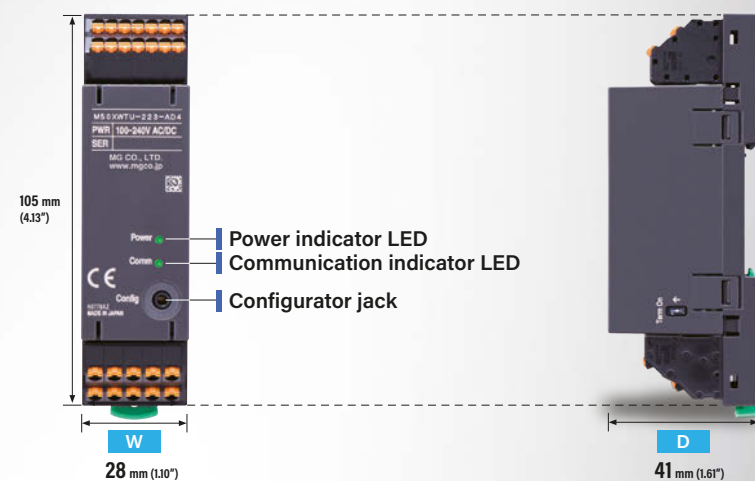 M50XWTU-223-AD4
PWR 100-240V AC/DC
SER
MG CO., LTD.
www.mgco.jp
105 mm
(4.13")
Power
Power indicator LED
Comm
Communication indicator LED
CE
Config
Configurator jack
MADE IN JAPAN
Term On
W
D
28 mm (1.10")
41 mm (1.61")